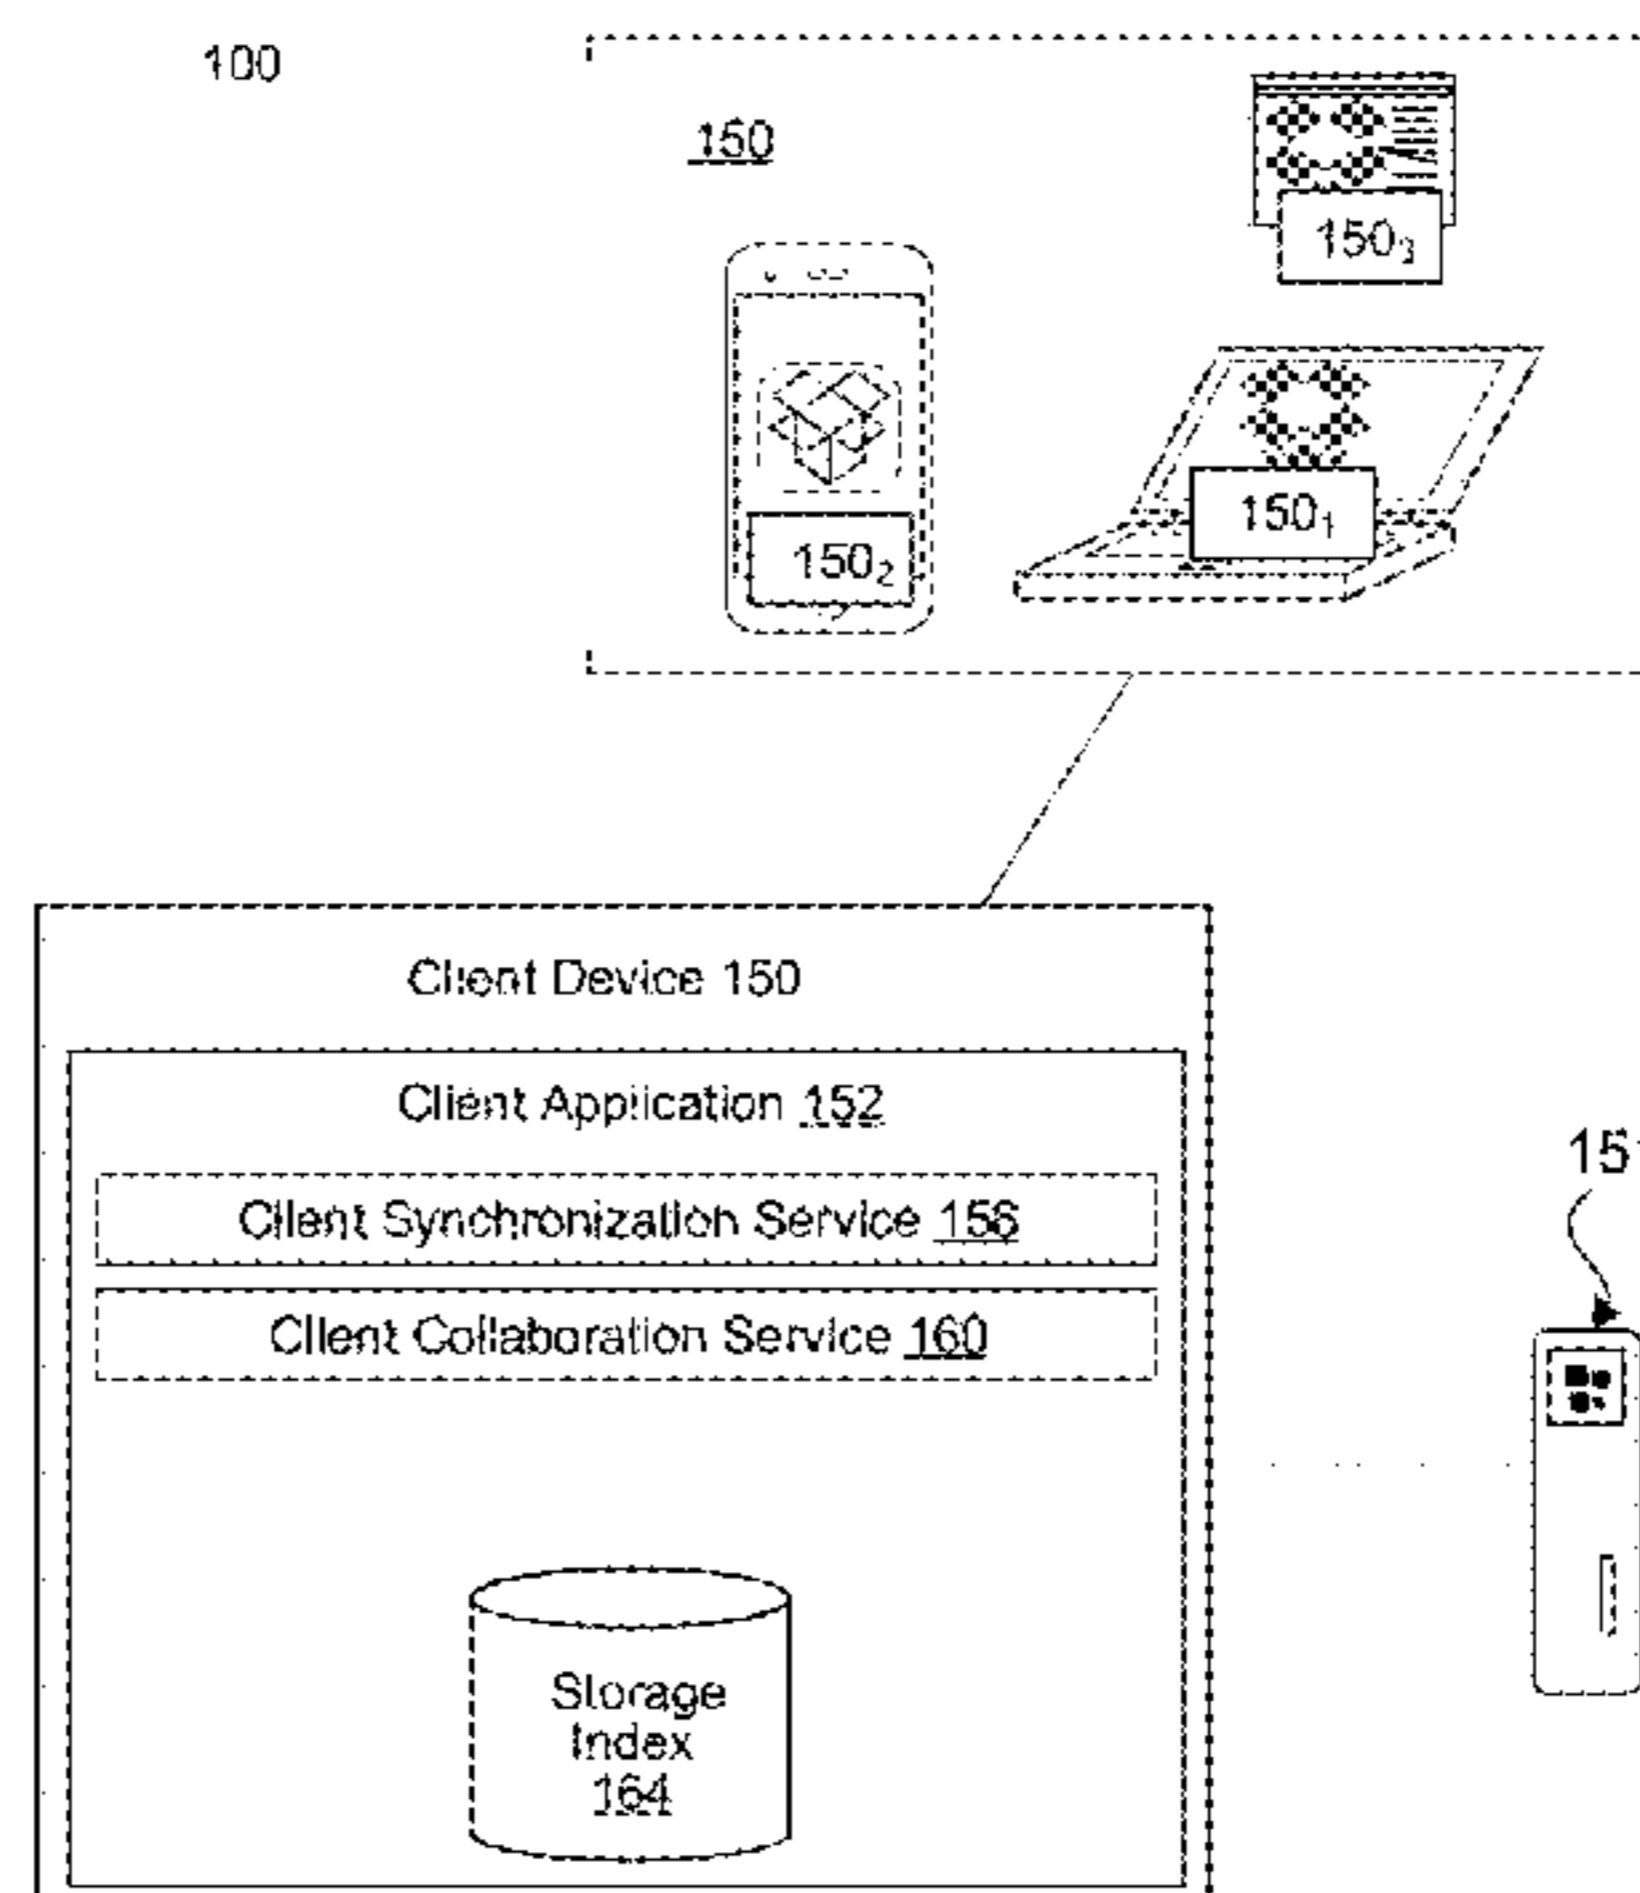 100
150
150₃
150₂
150₁
Client Device 150
Client Application 152
Client Synchronization Service 156
Client Collaboration Service 160
Storage
Index
164